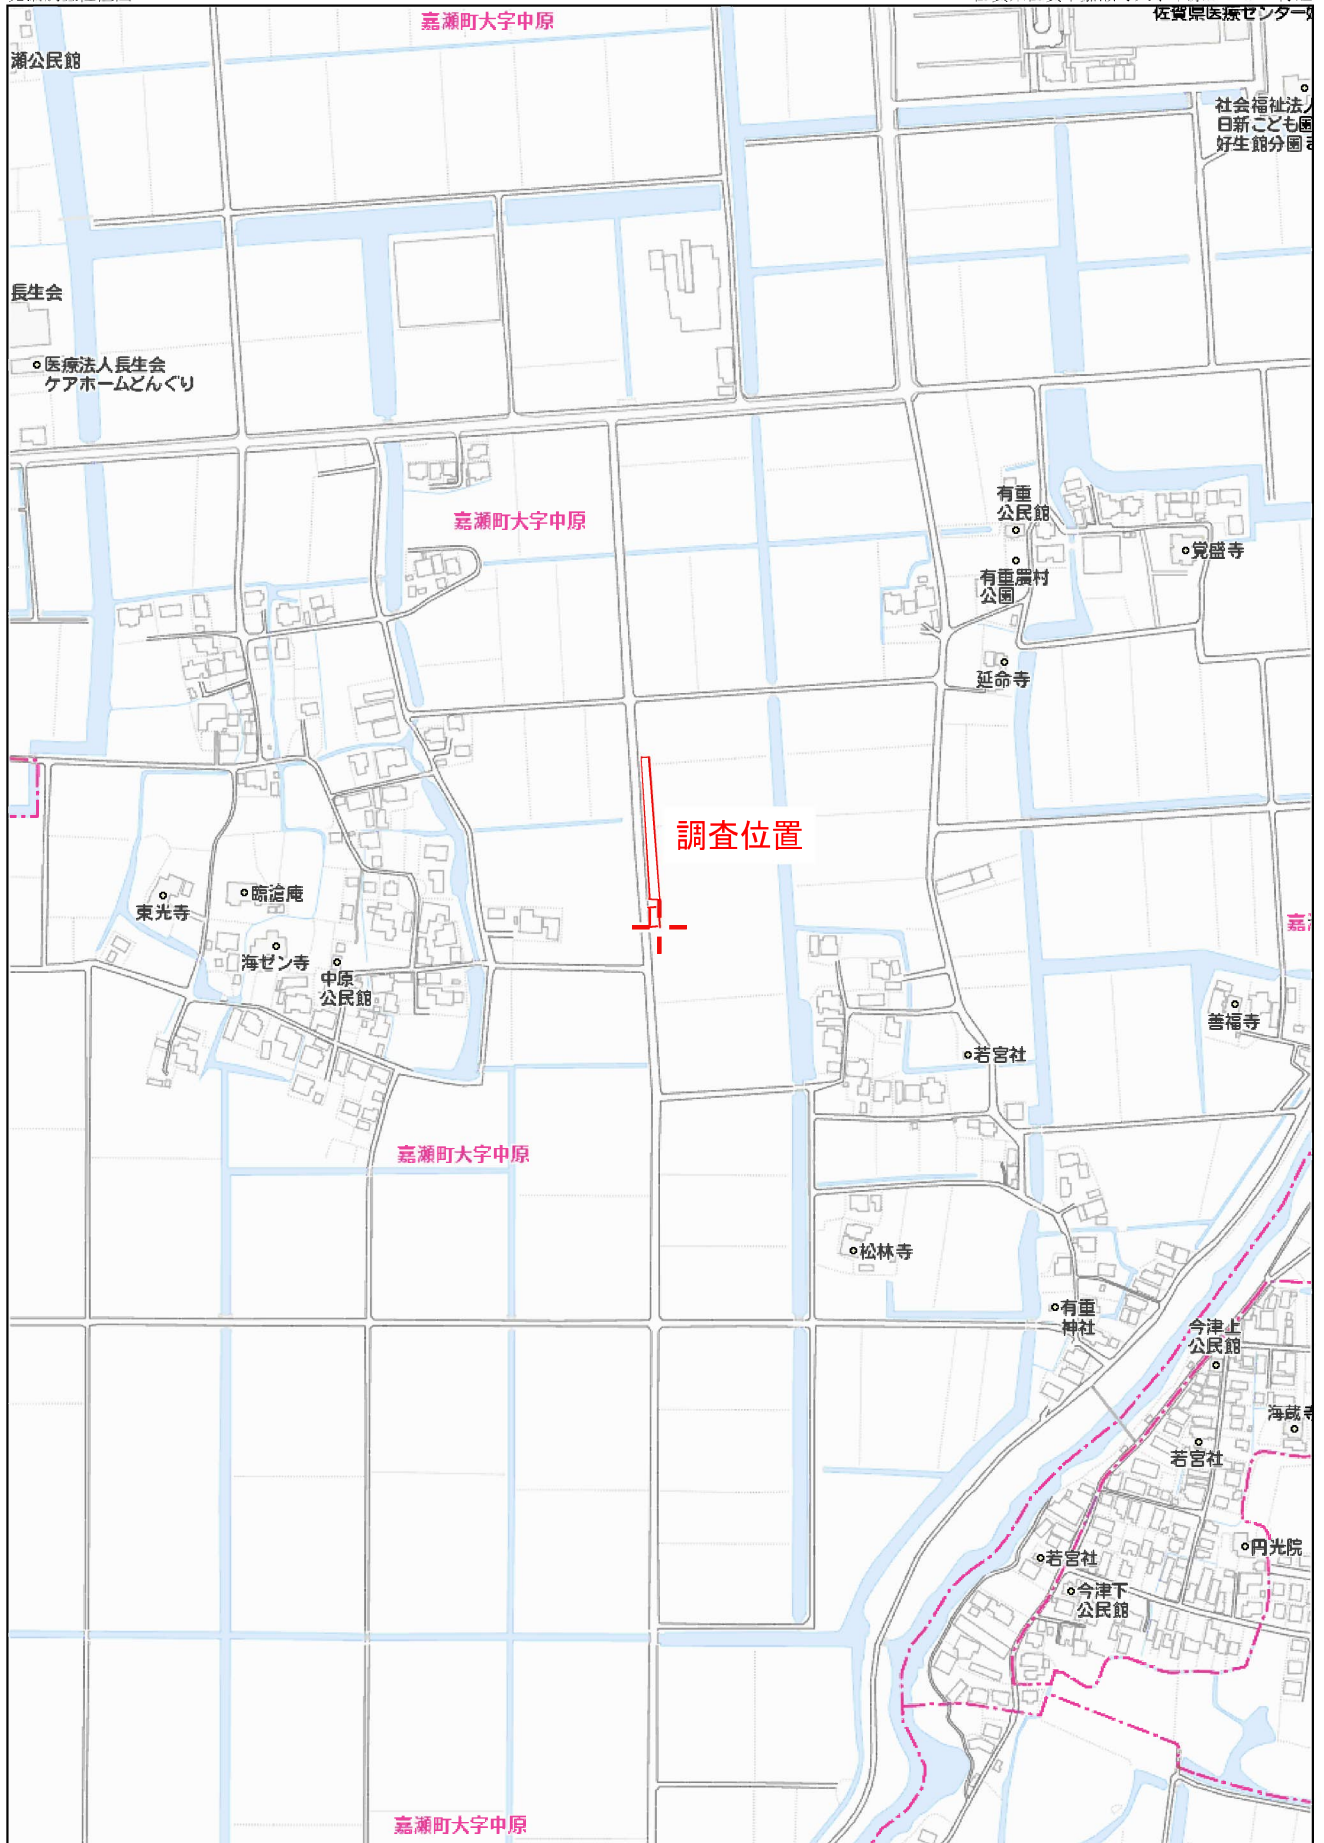 佐賀県医療センター
嘉瀬町大字中原
瀬公民館
社会福祉法人
日新こども園
好生館分園
長生会
医療法人長生会
ケアホームどんぐり
有重
公民館
嘉瀬町大字中原
覚盛寺
有重農村
公園
延命寺
調査位置
臨滄庵
東光寺
嘉
海ゼン寺
中原
公民館
善福寺
若宮社
嘉瀬町大字中原
松林寺
有重
神社
今津上
公民館
海蔵寺
若宮社
円光院
若宮社
今津下
公民館
嘉瀬町大字中原